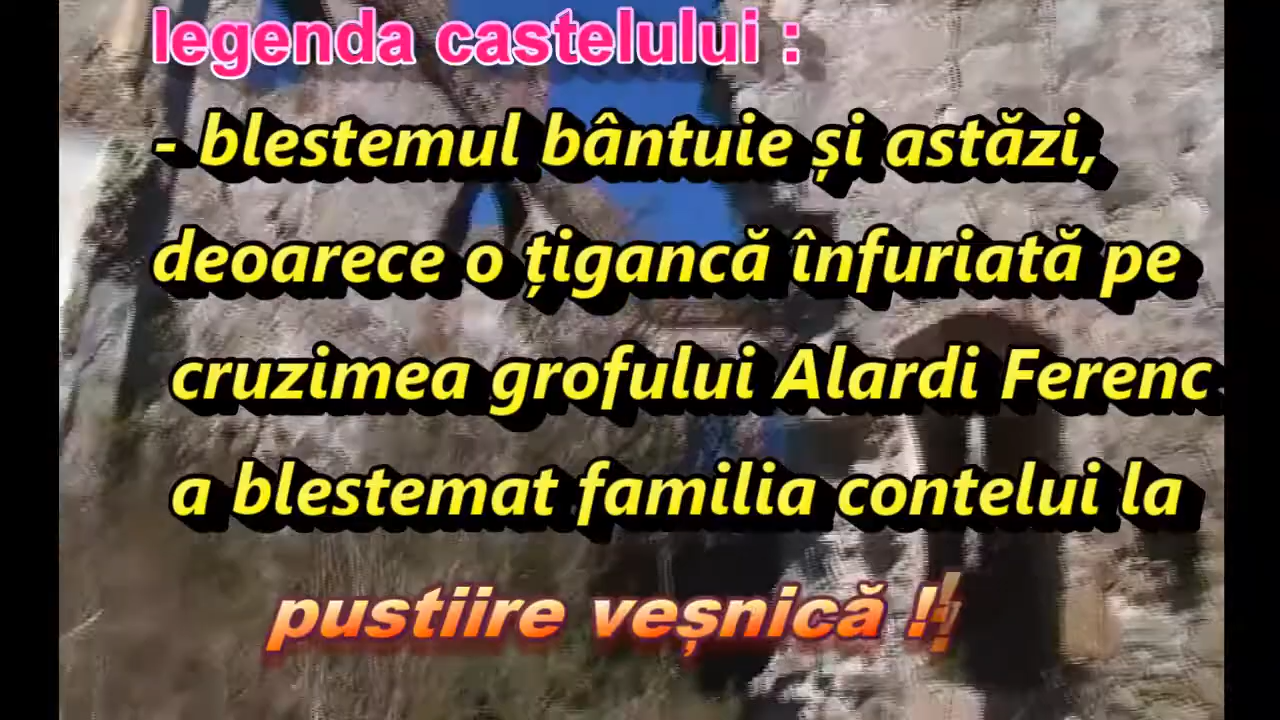 legenda castelului :
- blestemul bântuie și astăzi,
deoarece o țigancă înfuriată pe
cruzimea grofului Alardi Ferenc
a blestemat familia contelui la
pustiire veșnică !!